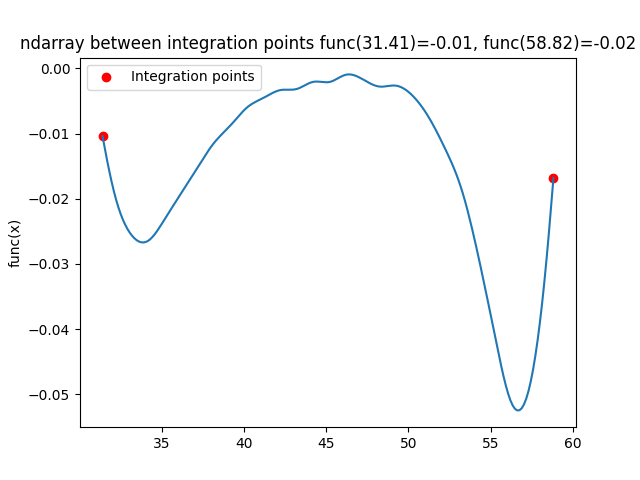 ndarray between integration points func(31.41)=-0.01, func(58.82)=-0.02
Integration points
func(x)
0.00
−0.01
−0.02
−0.03
−0.04
−0.05
35 40 45 50 55 60